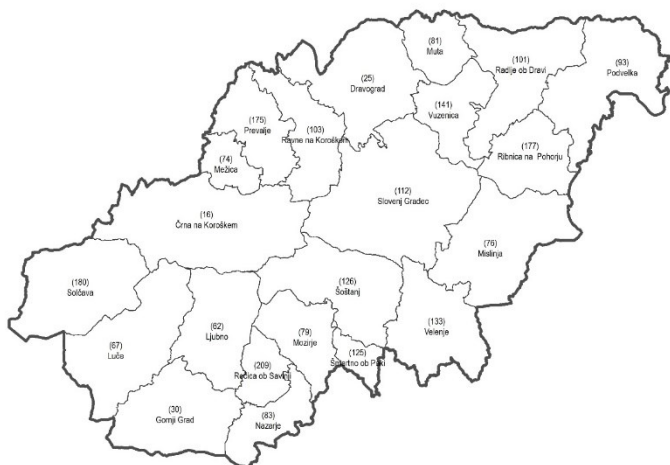 (81)
Muta
(101)
Radlje ob Dravi
(93)
Podvelka
(25)
Dravograd
(141)
Vuzenica
(175)
Prevalje
(103)
Ravne na Koroškem
(177)
Ribnica na Pohorju
(74)
Mežica
(112)
Slovenj Gradec
(16)
Črna na Koroškem
(76)
Mislinja
(180)
Solčava
(126)
Šoštanj
(133)
Velenje
(62)
Ljubno
(79)
Mozirje
(67)
Luče
(125)
Šmartno ob Paki
(209)
Rečica ob Savinji
(30)
Gornji Grad
(83)
Nazarje